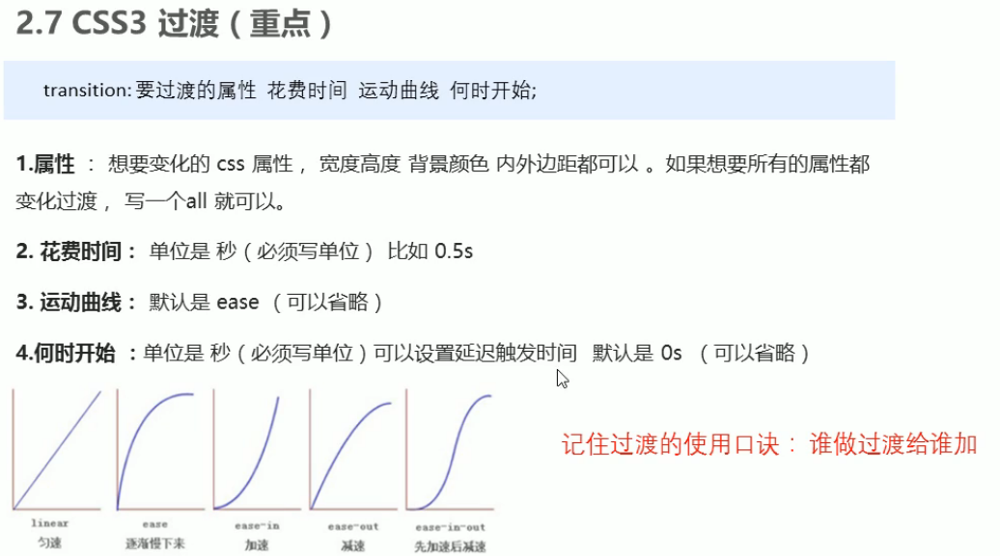 2.7 CSS3 过渡（重点）
transition: 要过渡的属性 花费时间 运动曲线 何时开始;
1.属性 ： 想要变化的 css 属性， 宽度高度 背景颜色 内外边距都可以 。如果想要所有的属性都
变化过渡， 写一个all 就可以。
2. 花费时间： 单位是 秒（必须写单位） 比如 0.5s
3. 运动曲线： 默认是 ease （可以省略）
4.何时开始 ：单位是 秒（必须写单位）可以设置延迟触发时间 默认是 0s （可以省略）
记住过渡的使用口诀： 谁做过渡给谁加
linear ease ease-in ease-out ease-in-out
匀速 逐渐慢下来 加速 减速 先加速后减速